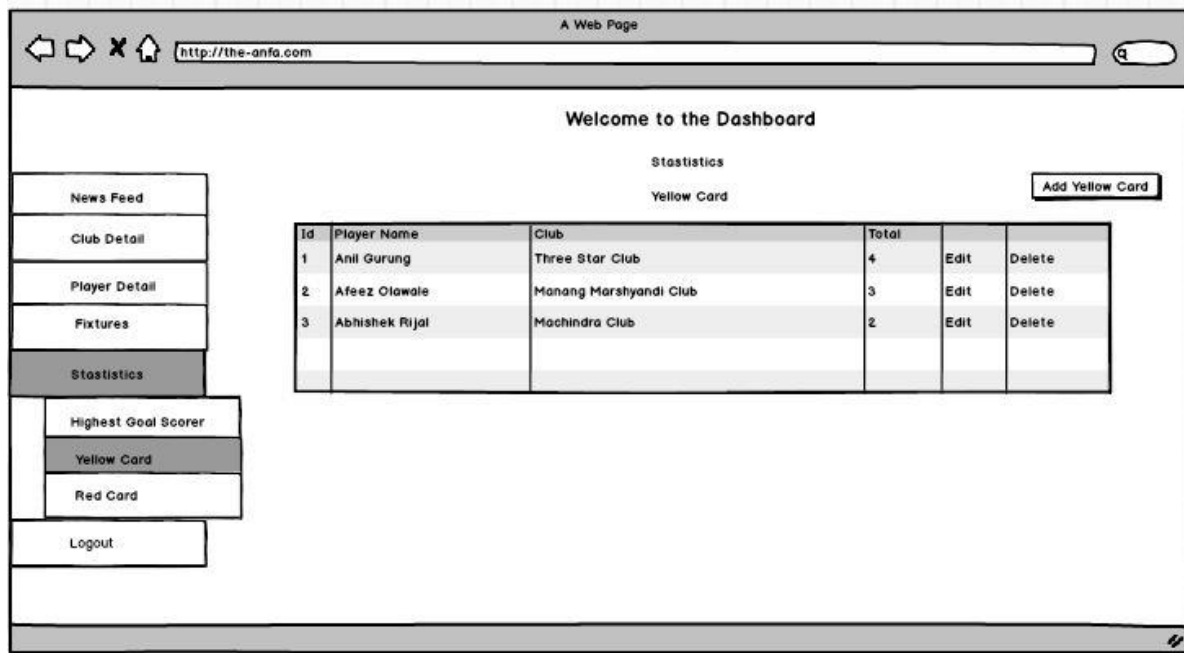 A Web Page
http://the-anfa.com
Welcome to the Dashboard
Stastistics
Yellow Card
Add Yellow Card
News Feed
Club Detail
Player Detail
Fixtures
Stastistics
Highest Goal Scorer
Yellow Card
Red Card
Logout
Id Player Name Club Total
1 Anil Gurung Three Star Club 4 Edit Delete
2 Afeez Olawale Manang Marshyandi Club 3 Edit Delete
3 Abhishek Rijal Machindra Club 2 Edit Delete